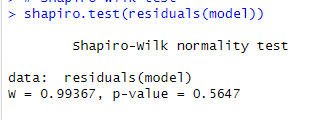 > shapiro.test(residuals(model))
Shapiro-Wilk normality test
data:  residuals(model)
W = 0.99367, p-value = 0.5647